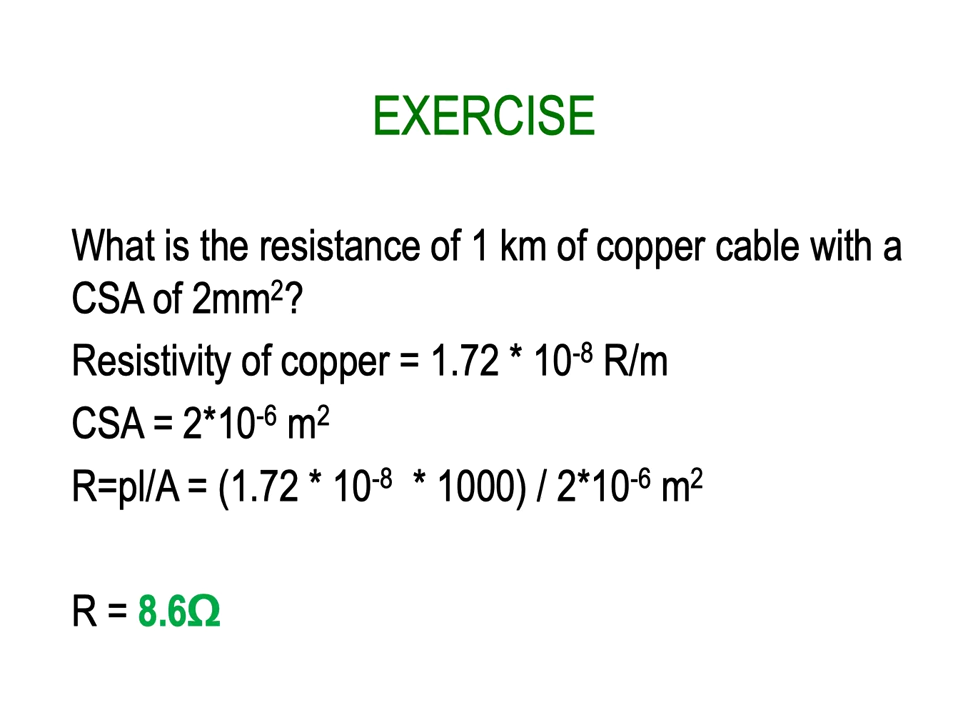 EXERCISE
What is the resistance of 1 km of copper cable with a
CSA of 2mm²?
Resistivity of copper = 1.72 * 10⁻⁸ R/m
CSA = 2*10⁻⁶ m²
R=pl/A = (1.72 * 10⁻⁸ * 1000) / 2*10⁻⁶ m²
R = 8.6Ω